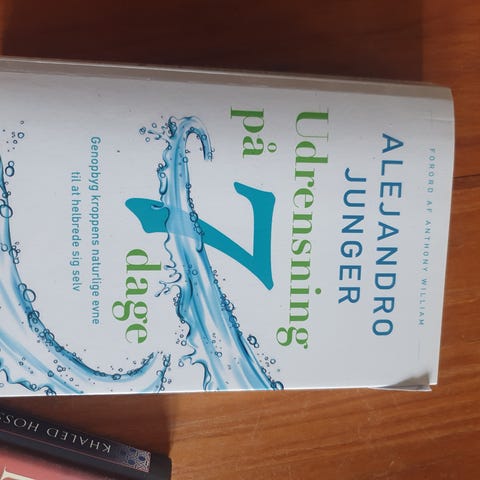 FORORD AF ANTHONY WILLIAM
ALEJANDRO
JUNGER
Udrensning
på
7
dage
Genopbyg kroppens naturlige evne
til at helbrede sig selv
KHALED